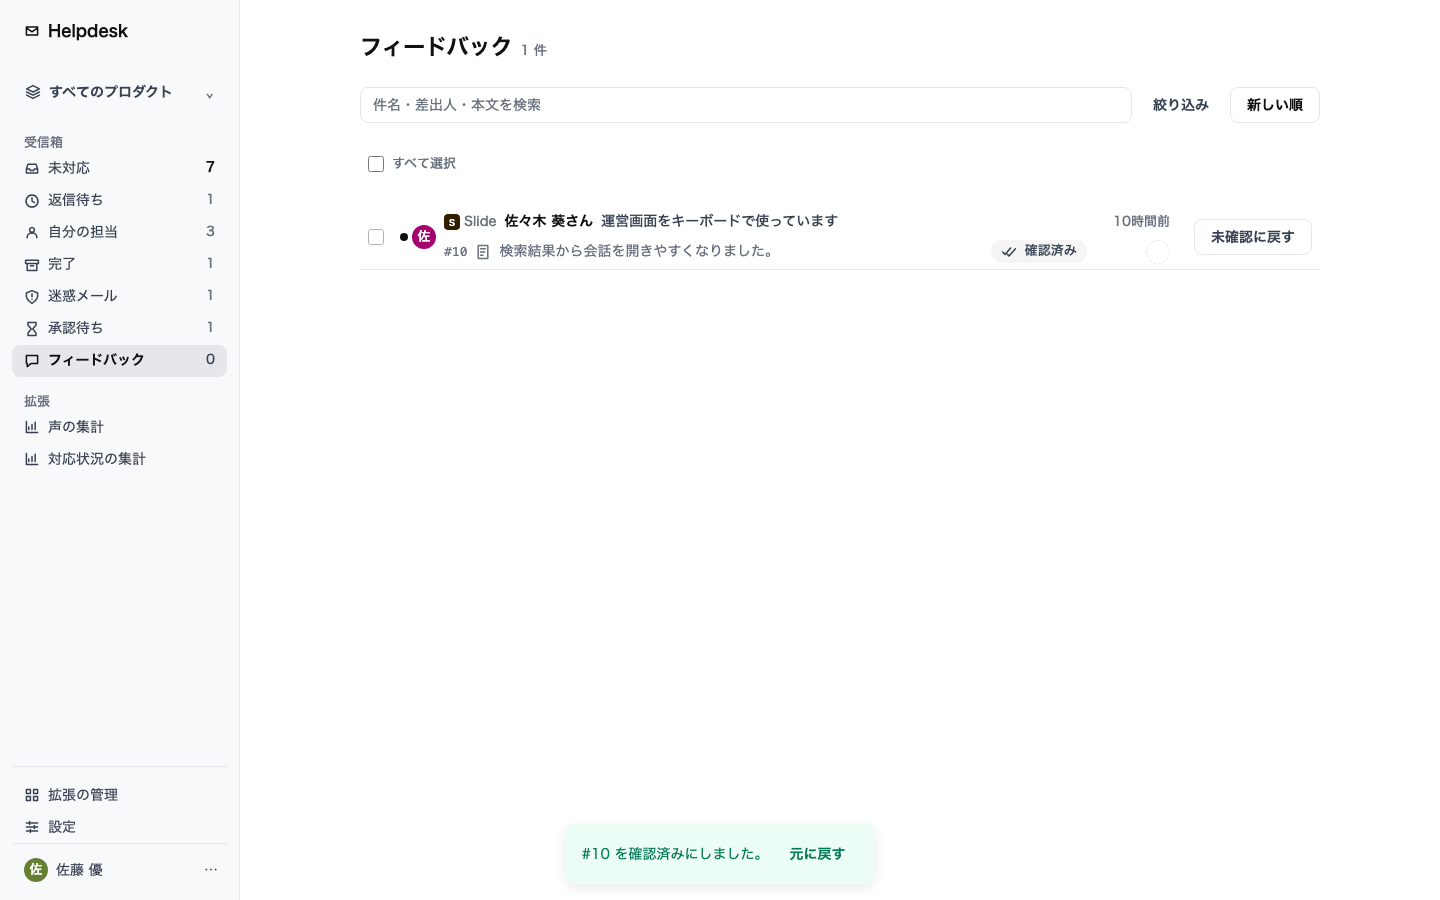 Helpdesk
すべてのプロダクト
受信箱
未対応 7
返信待ち 1
自分の担当 3
完了 1
迷惑メール 1
承認待ち 1
フィードバック 0
拡張
声の集計
対応状況の集計
拡張の管理
設定
佐 佐藤 優 …
フィードバック 1 件
件名・差出人・本文を検索 絞り込み 新しい順
すべて選択
佐 S Slide 佐々木 葵さん 運営画面をキーボードで使っています 10時間前
#10 検索結果から会話を開きやすくなりました。 確認済み
未確認に戻す
#10 を確認済みにしました。 元に戻す